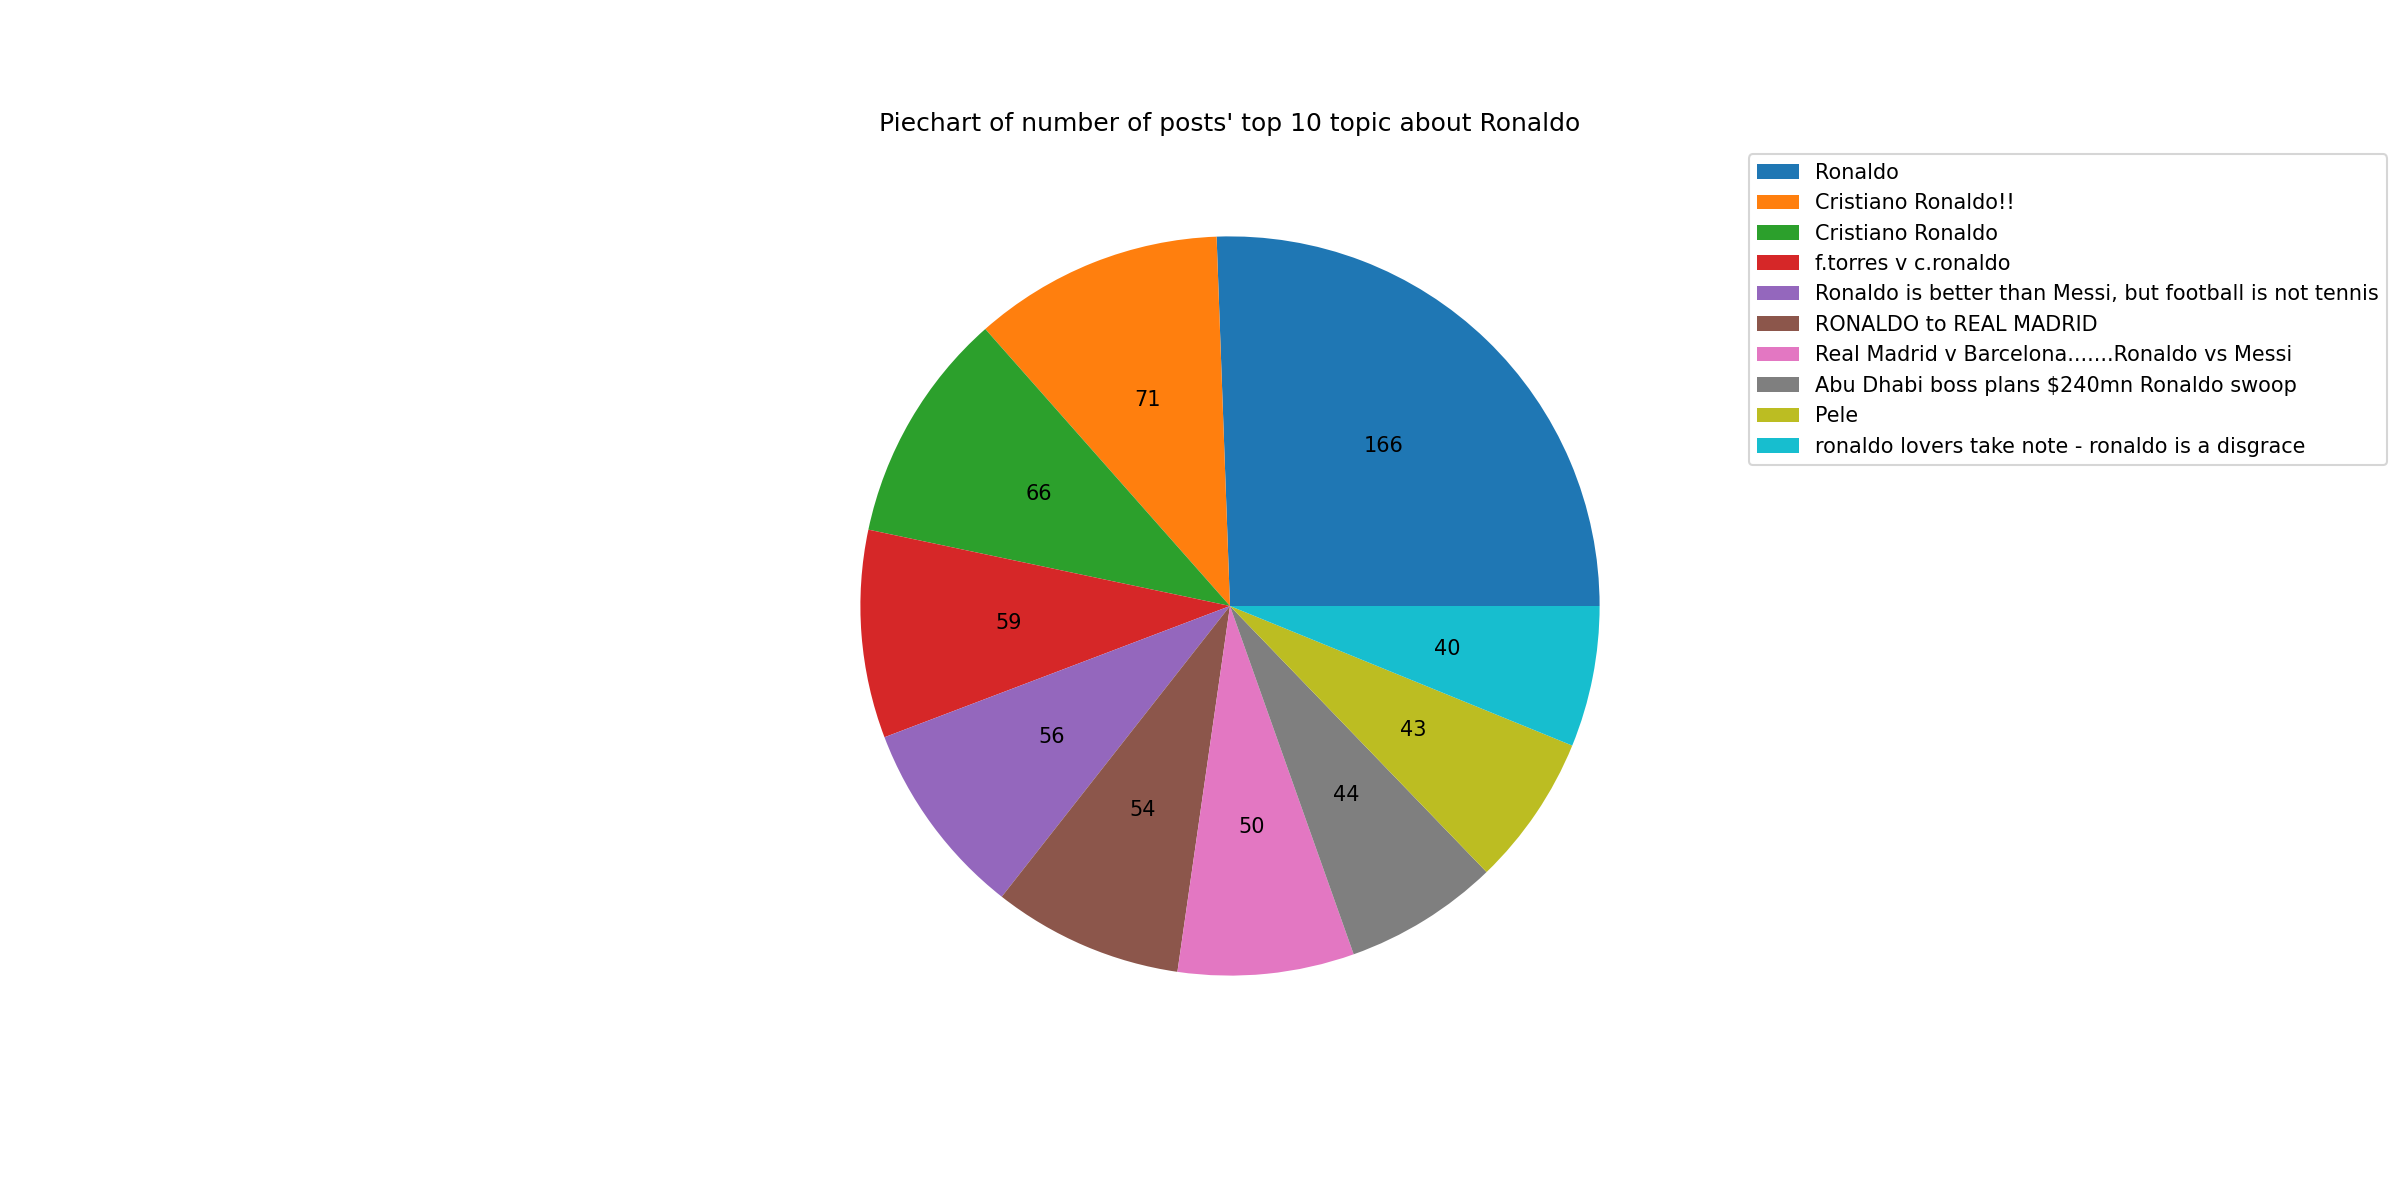 Piechart of number of posts' top 10 topic about Ronaldo
Ronaldo
Cristiano Ronaldo!!
Cristiano Ronaldo
f.torres v c.ronaldo
Ronaldo is better than Messi, but football is not tennis
RONALDO to REAL MADRID
Real Madrid v Barcelona.......Ronaldo vs Messi
Abu Dhabi boss plans $240mn Ronaldo swoop
Pele
ronaldo lovers take note - ronaldo is a disgrace
166
71
66
59
56
54
50
44
43
40